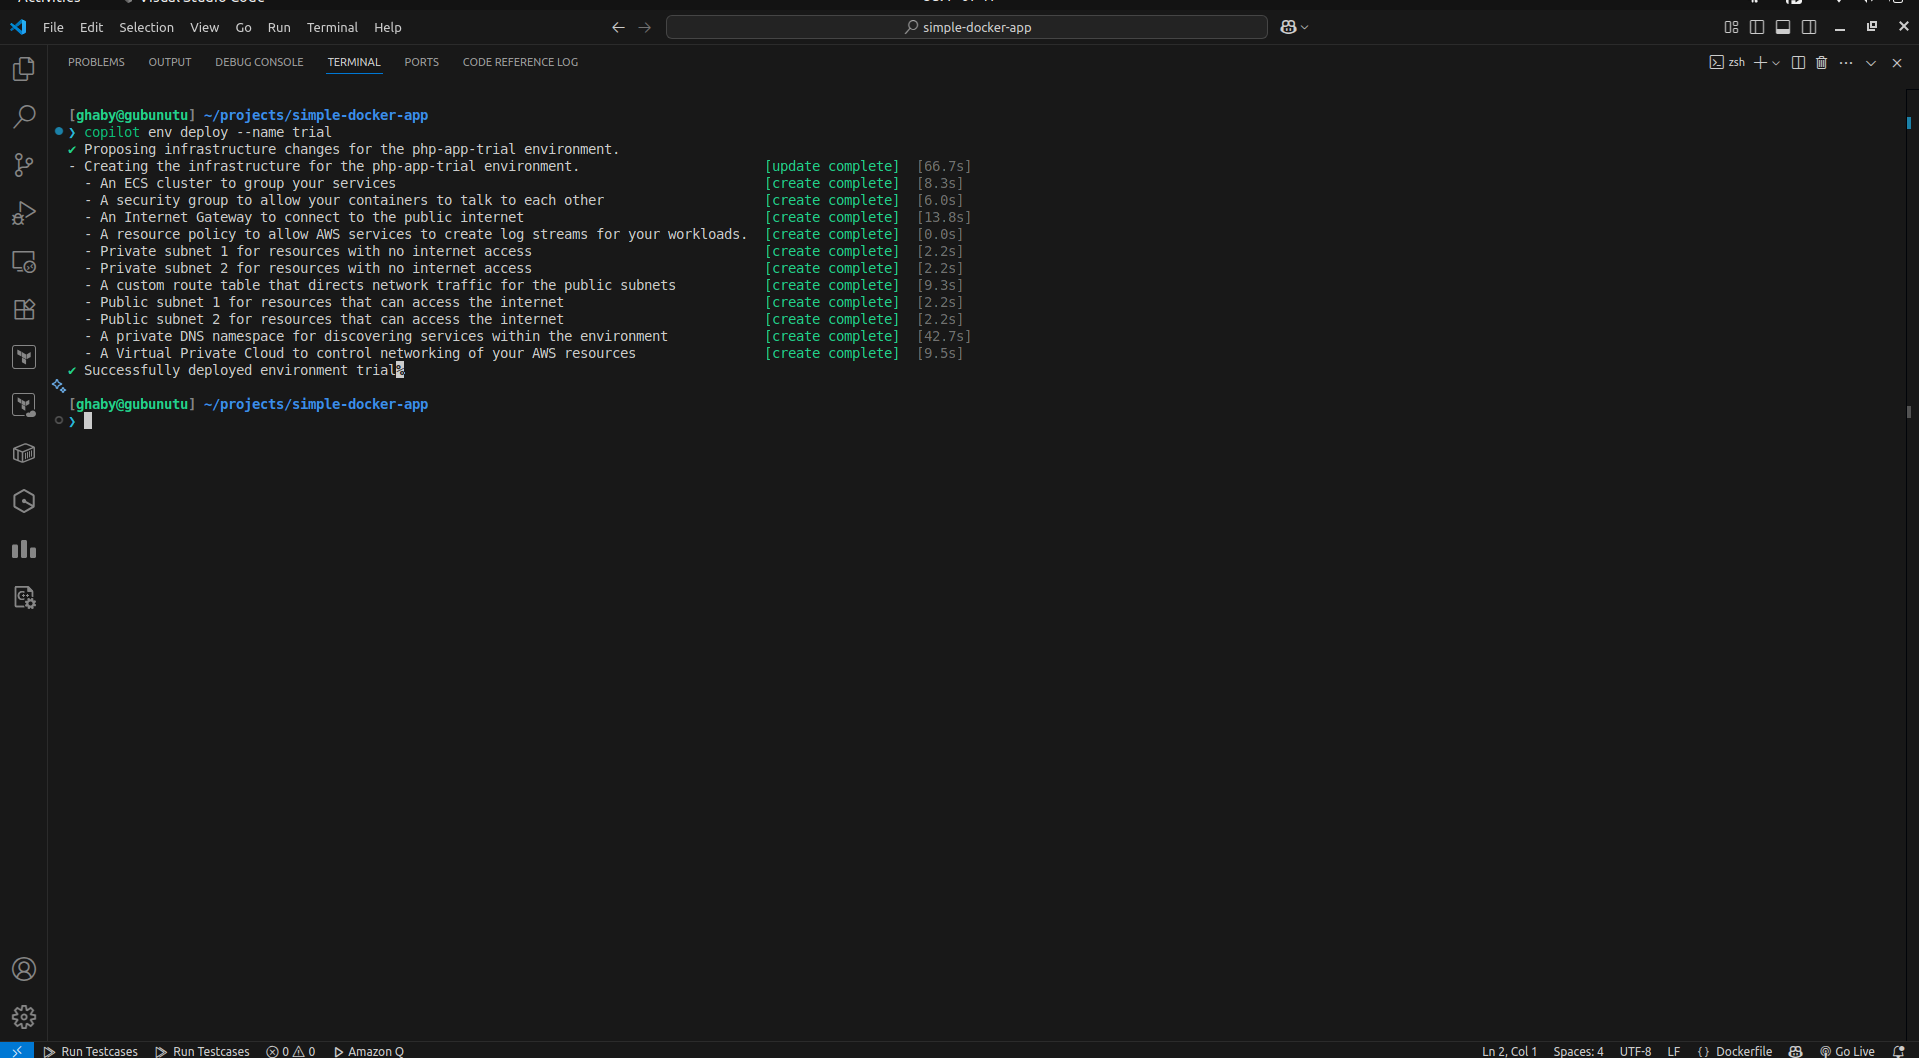 File Edit Selection View Go Run Terminal Help
simple-docker-app
PROBLEMS OUTPUT DEBUG CONSOLE TERMINAL PORTS CODE REFERENCE LOG
zsh
[ghaby@gubunutu] ~/projects/simple-docker-app
❯ copilot env deploy --name trial
✔ Proposing infrastructure changes for the php-app-trial environment.
- Creating the infrastructure for the php-app-trial environment. [update complete] [66.7s]
- An ECS cluster to group your services [create complete] [8.3s]
- A security group to allow your containers to talk to each other [create complete] [6.0s]
- An Internet Gateway to connect to the public internet [create complete] [13.8s]
- A resource policy to allow AWS services to create log streams for your workloads. [create complete] [0.0s]
- Private subnet 1 for resources with no internet access [create complete] [2.2s]
- Private subnet 2 for resources with no internet access [create complete] [2.2s]
- A custom route table that directs network traffic for the public subnets [create complete] [9.3s]
- Public subnet 1 for resources that can access the internet [create complete] [2.2s]
- Public subnet 2 for resources that can access the internet [create complete] [2.2s]
- A private DNS namespace for discovering services within the environment [create complete] [42.7s]
- A Virtual Private Cloud to control networking of your AWS resources [create complete] [9.5s]
✔ Successfully deployed environment trial%
[ghaby@gubunutu] ~/projects/simple-docker-app
❯
Run Testcases Run Testcases 0 0 Amazon Q Ln 2, Col 1 Spaces: 4 UTF-8 LF {} Dockerfile Go Live